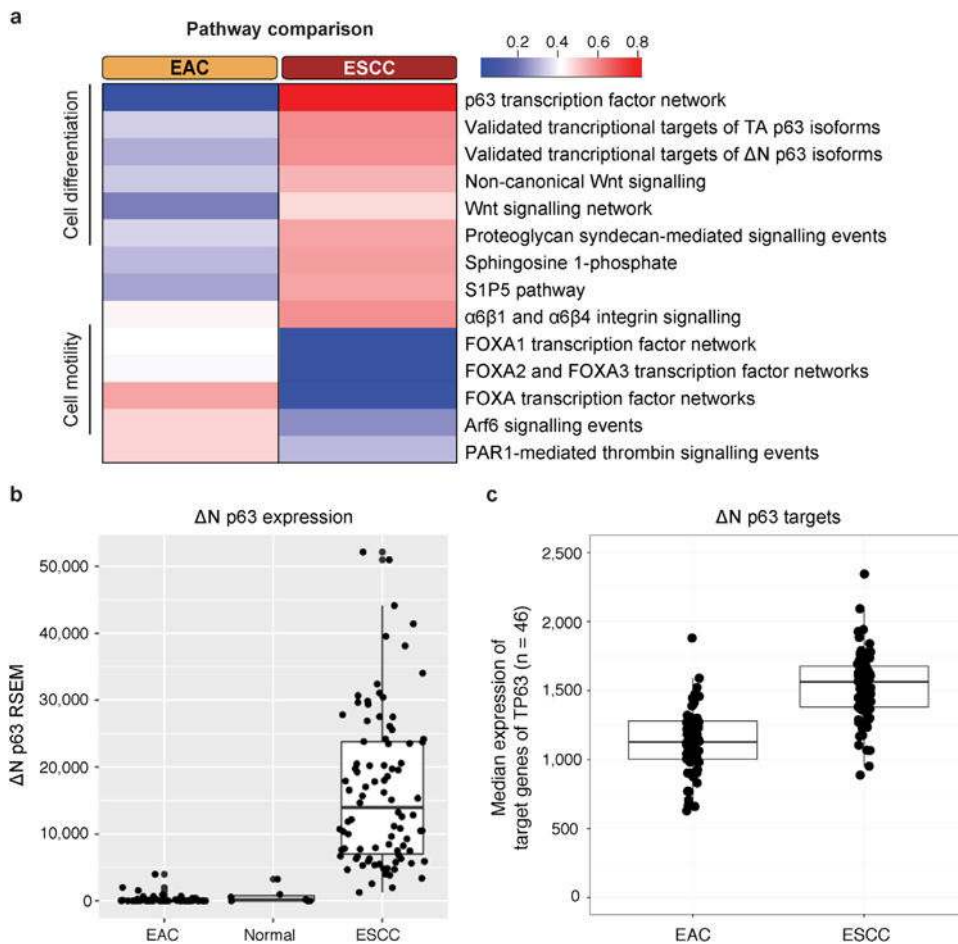 a
Pathway comparison
0.2 0.4 0.6 0.8
EAC ESCC
Cell differentiation
Cell motility
p63 transcription factor network
Validated trancriptional targets of TA p63 isoforms
Validated trancriptional targets of ΔN p63 isoforms
Non-canonical Wnt signalling
Wnt signalling network
Proteoglycan syndecan-mediated signalling events
Sphingosine 1-phosphate
S1P5 pathway
α6β1 and α6β4 integrin signalling
FOXA1 transcription factor network
FOXA2 and FOXA3 transcription factor networks
FOXA transcription factor networks
Arf6 signalling events
PAR1-mediated thrombin signalling events
b
ΔN p63 expression
ΔN p63 RSEM
50,000
40,000
30,000
20,000
10,000
0
EAC Normal ESCC
c
ΔN p63 targets
Median expression of
target genes of TP63 (n = 46)
2,500
2,000
1,500
1,000
500
0
EAC ESCC